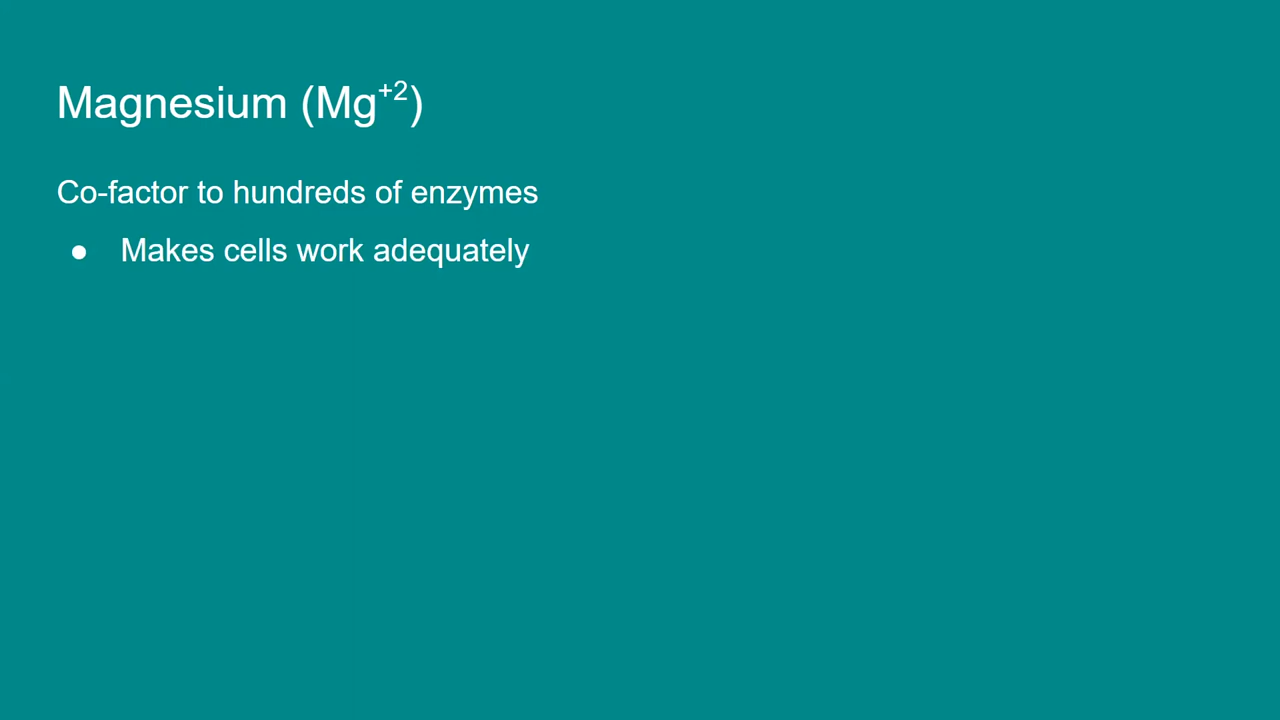 Magnesium (Mg⁺²)
Co-factor to hundreds of enzymes
● Makes cells work adequately